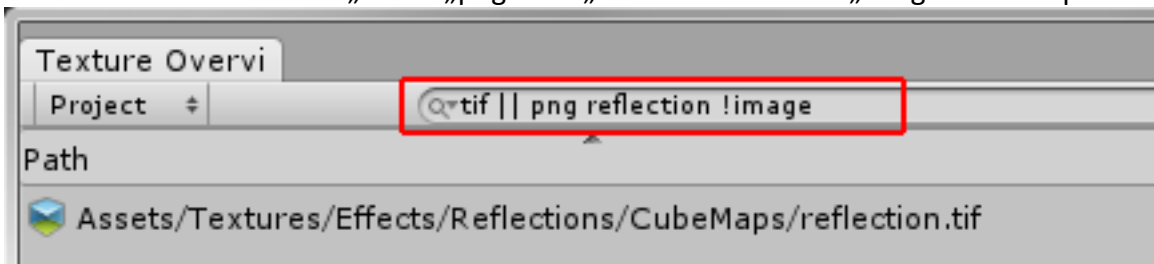 Texture Overvi
Project
tif || png reflection !image
Path
Assets/Textures/Effects/Reflections/CubeMaps/reflection.tif